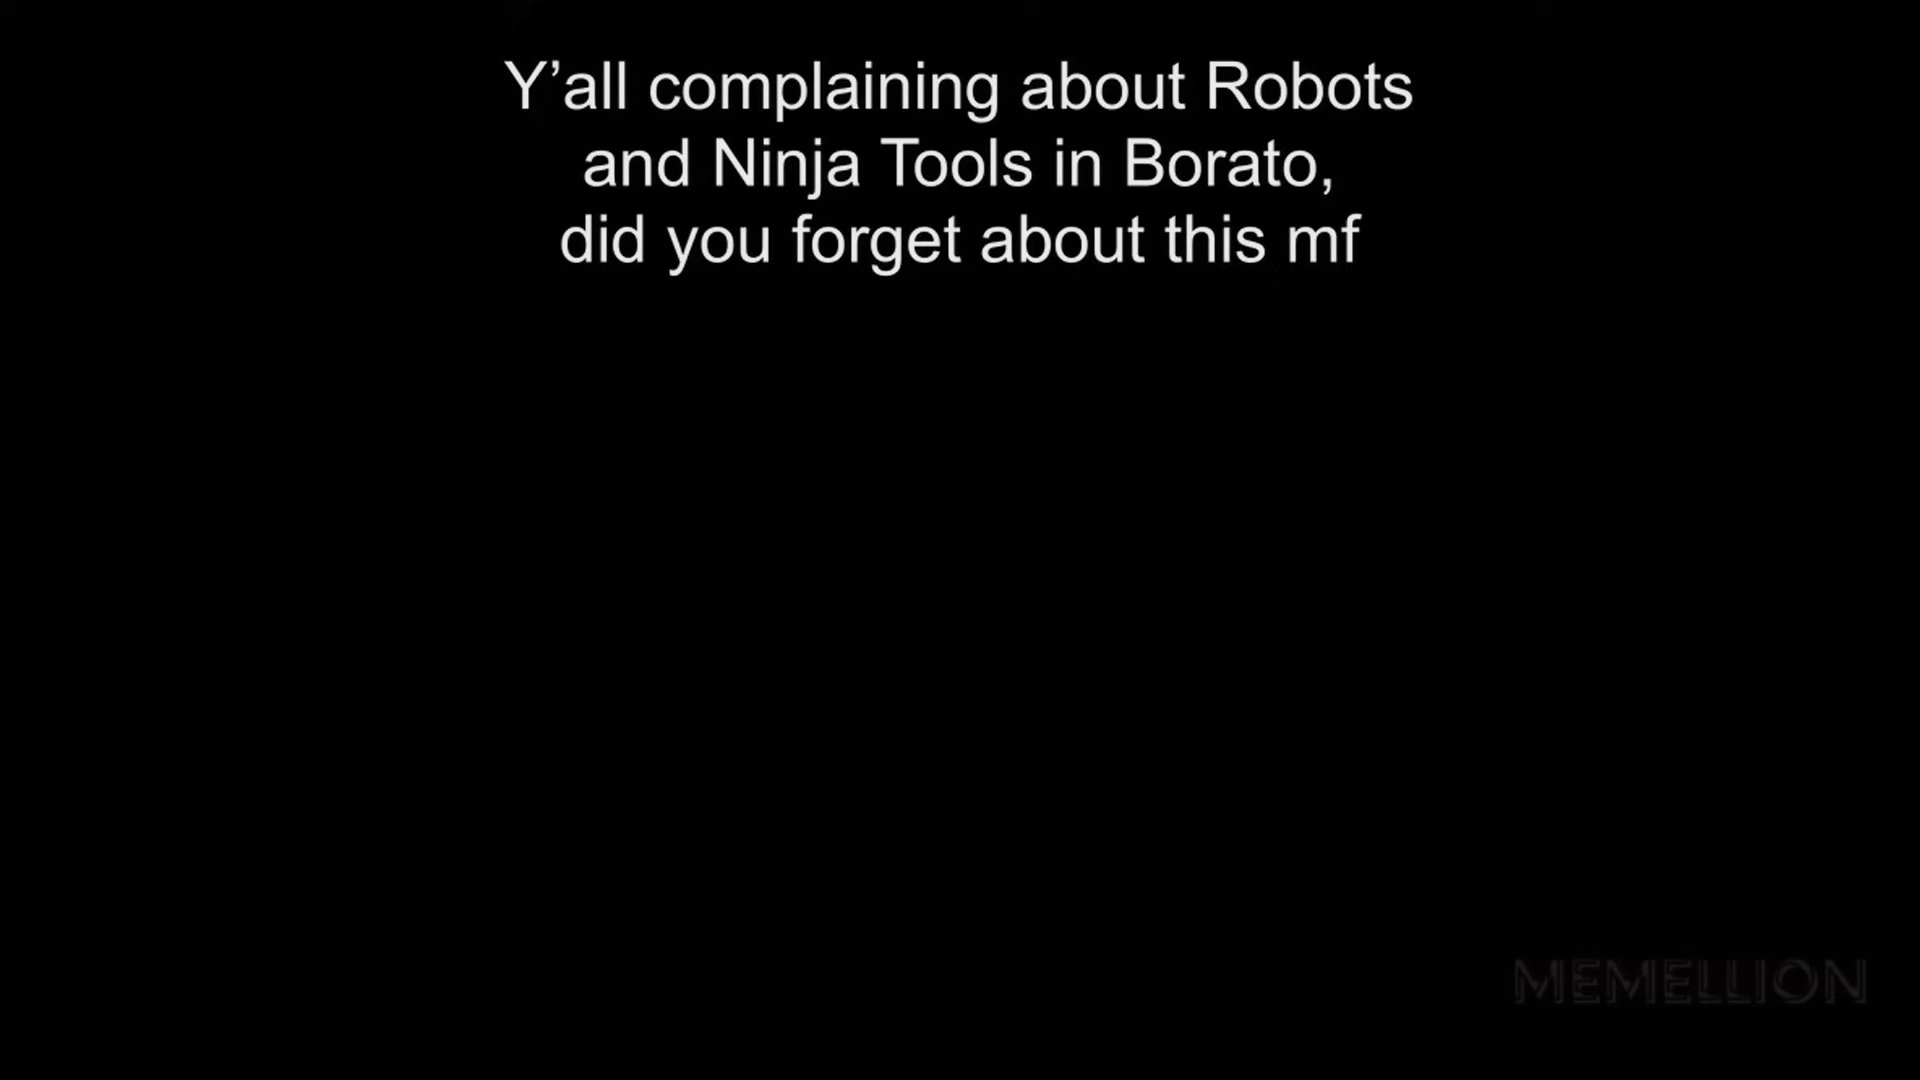 Y’all complaining about Robots
and Ninja Tools in Borato,
did you forget about this mf
MEMELLION